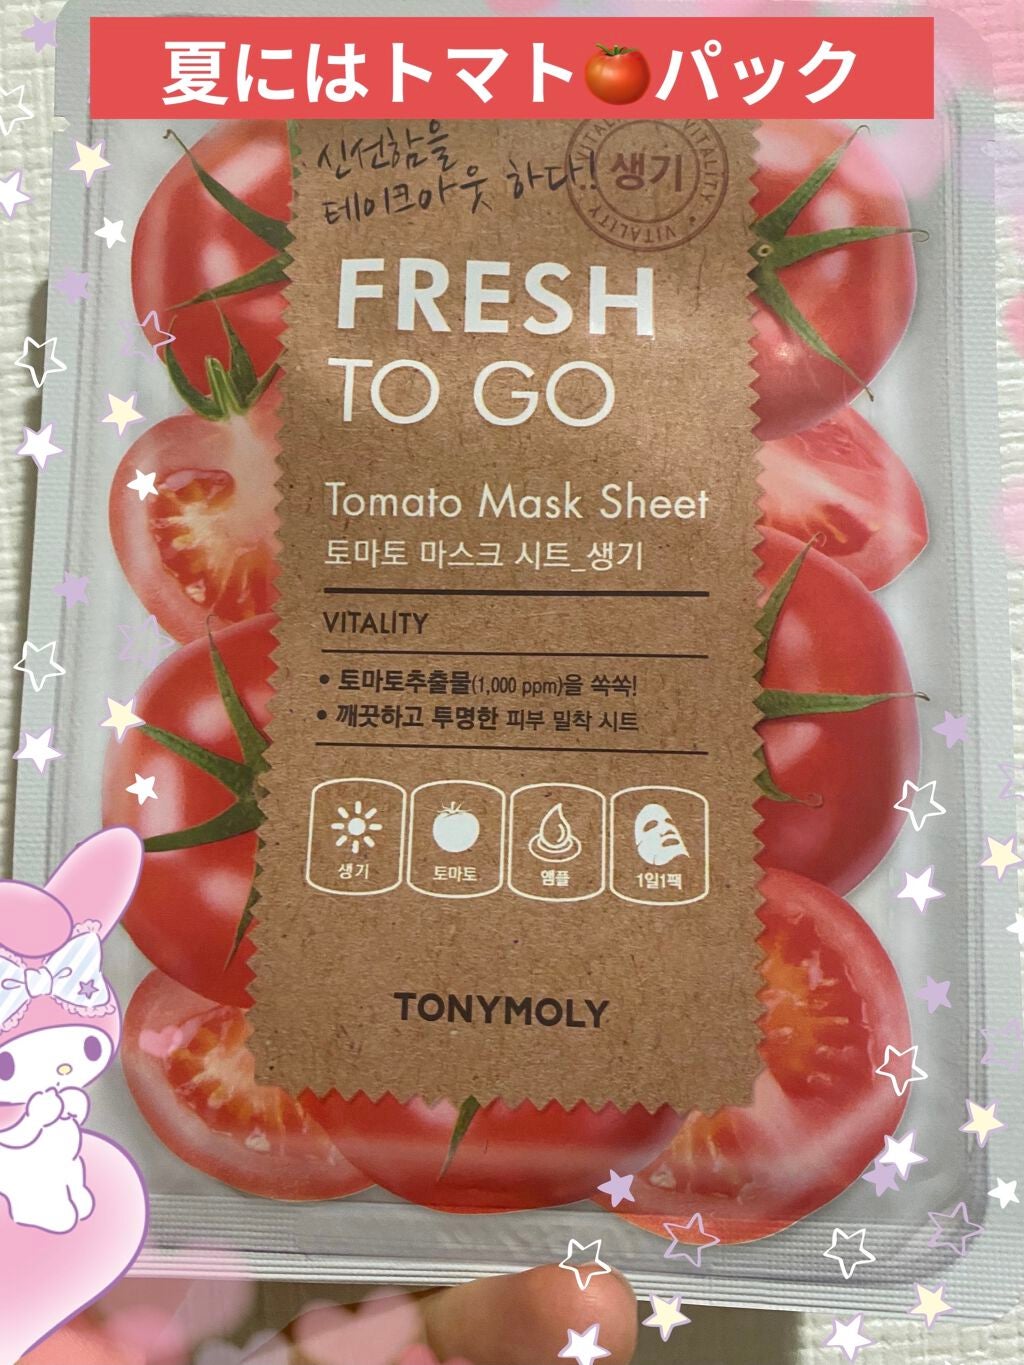 夏にはトマト🍅パック
신선함을
테이크아웃 하다!
VITALITY · VITALITY · VITALITY
생기
FRESH
TO GO
Tomato Mask Sheet
토마토 마스크 시트_생기
VITALITY
• 토마토추출물(1,000 ppm)을 쏙쏙!
• 깨끗하고 투명한 피부 밀착 시트
생기 토마토 앰플 1일1팩
TONYMOLY